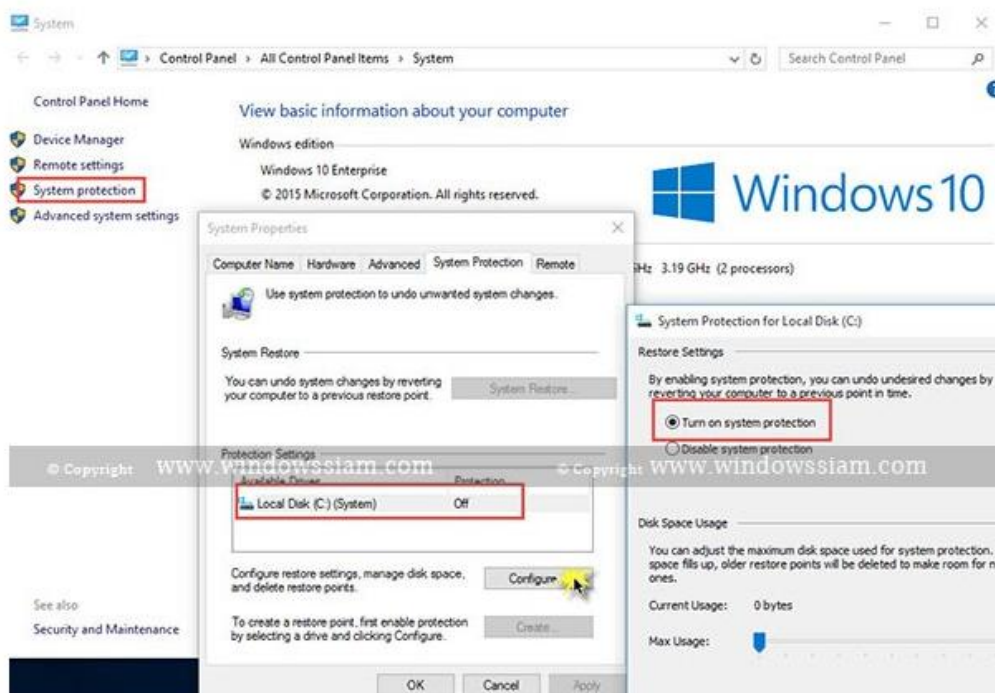 System
Control Panel > All Control Panel Items > System
Search Control Panel
Control Panel Home
Device Manager
Remote settings
System protection
Advanced system settings
See also
Security and Maintenance
View basic information about your computer
Windows edition
Windows 10 Enterprise
© 2015 Microsoft Corporation. All rights reserved.
Windows 10
GHz 3.19 GHz (2 processors)
System Properties
Computer Name Hardware Advanced System Protection Remote
Use system protection to undo unwanted system changes.
System Restore
You can undo system changes by reverting
your computer to a previous restore point.
System Restore...
Protection Settings
Available Drives Protection
Local Disk (C:) (System) Off
Configure restore settings, manage disk space,
and delete restore points.
Configure
To create a restore point, first enable protection
by selecting a drive and clicking Configure.
Create...
OK Cancel Apply
System Protection for Local Disk (C:)
Restore Settings
By enabling system protection, you can undo undesired changes by
reverting your computer to a previous point in time.
Turn on system protection
Disable system protection
Disk Space Usage
You can adjust the maximum disk space used for system protection.
space fills up, older restore points will be deleted to make room for
ones.
Current Usage: 0 bytes
Max Usage:
© Copyright www.windowssiam.com © Copyright www.windowssiam.com